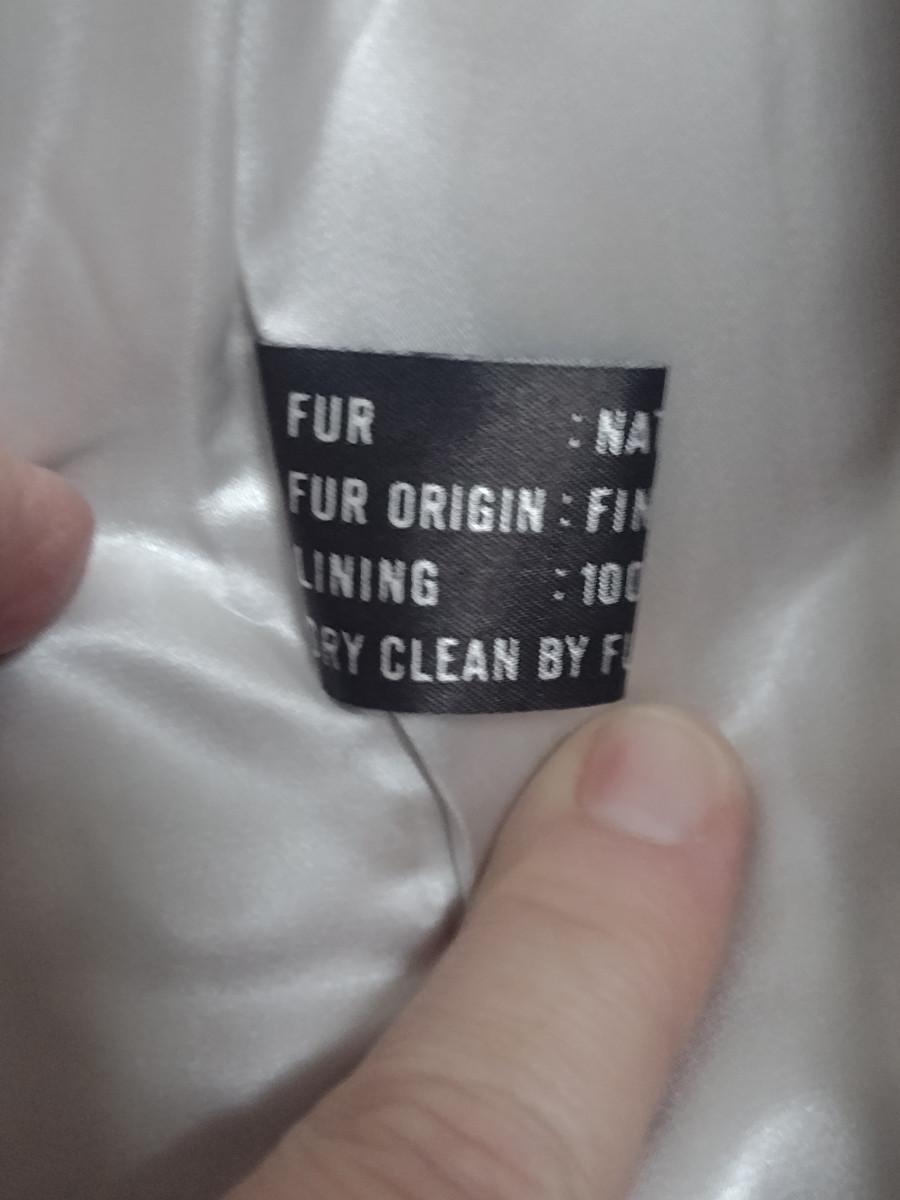 FUR : NAT
FUR ORIGIN : FIN
LINING : 100
DRY CLEAN BY FU